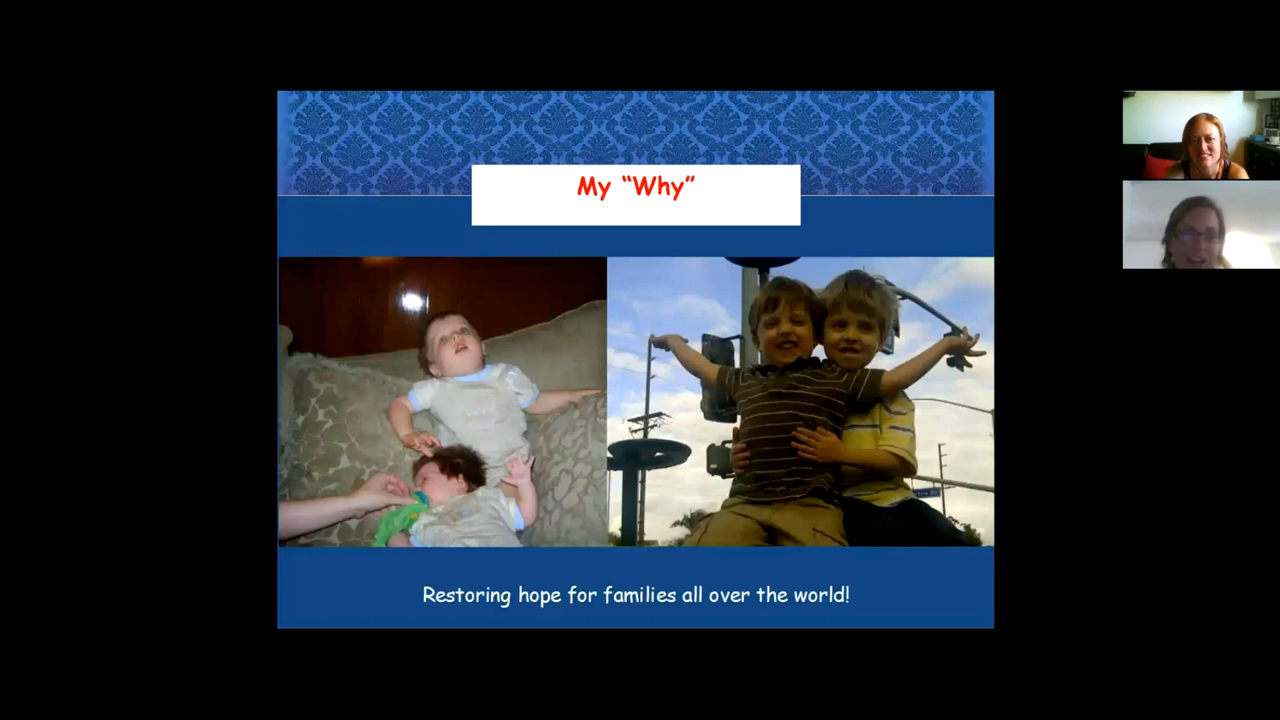 My “Why”
Restoring hope for families all over the world!